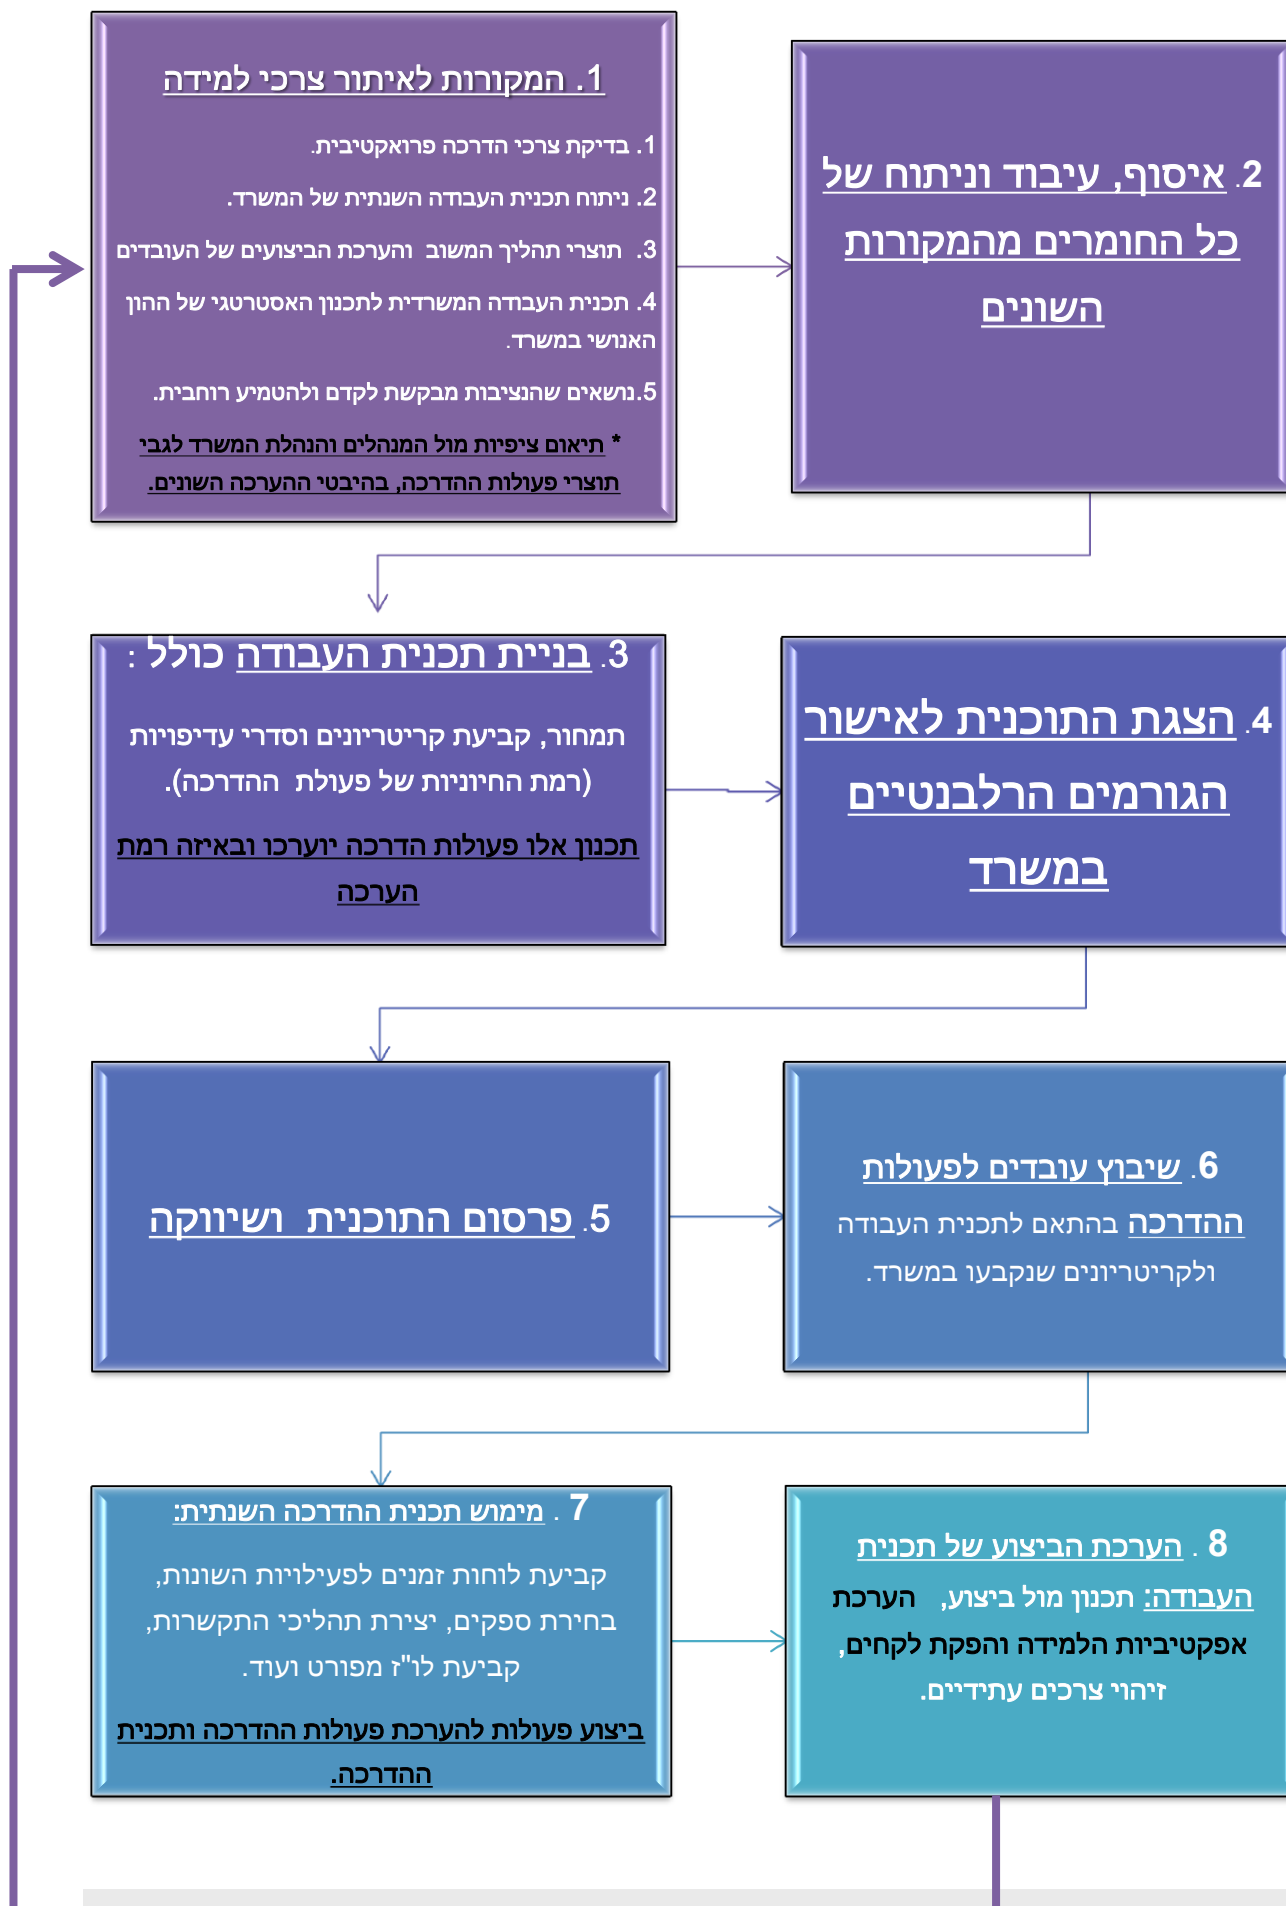 1. המקורות לאיתור צרכי למידה
1. בדיקת צרכי הדרכה פרואקטיבית.
2. ניתוח תכנית העבודה השנתית של המשרד.
3. תוצרי תהליך המשוב והערכת הביצועים של העובדים
4. תכנית העבודה המשרדית לתכנון האסטרטגי של ההון
האנושי במשרד.
5.נושאים שהנציבות מבקשת לקדם ולהטמיע רוחבית.
* תיאום ציפיות מול המנהלים והנהלת המשרד לגבי
תוצרי פעולות ההדרכה, בהיבטי ההערכה השונים.
2. איסוף, עיבוד וניתוח של
כל החומרים מהמקורות
השונים
3. בניית תכנית העבודה כולל :
תמחור, קביעת קריטריונים וסדרי עדיפויות
(רמת החיוניות של פעולת ההדרכה).
תכנון אלו פעולות הדרכה יוערכו ובאיזה רמת
הערכה
4. הצגת התוכנית לאישור
הגורמים הרלבנטיים
במשרד
5. פרסום התוכנית ושיווקה
6. שיבוץ עובדים לפעולות
ההדרכה בהתאם לתכנית העבודה
ולקריטריונים שנקבעו במשרד.
7 . מימוש תכנית ההדרכה השנתית:
קביעת לוחות זמנים לפעילויות השונות,
בחירת ספקים, יצירת תהליכי התקשרות,
קביעת לו"ז מפורט ועוד.
ביצוע פעולות להערכת פעולות ההדרכה ותכנית
ההדרכה.
8 . הערכת הביצוע של תכנית
העבודה: תכנון מול ביצוע, הערכת
אפקטיביות הלמידה והפקת לקחים,
זיהוי צרכים עתידיים.